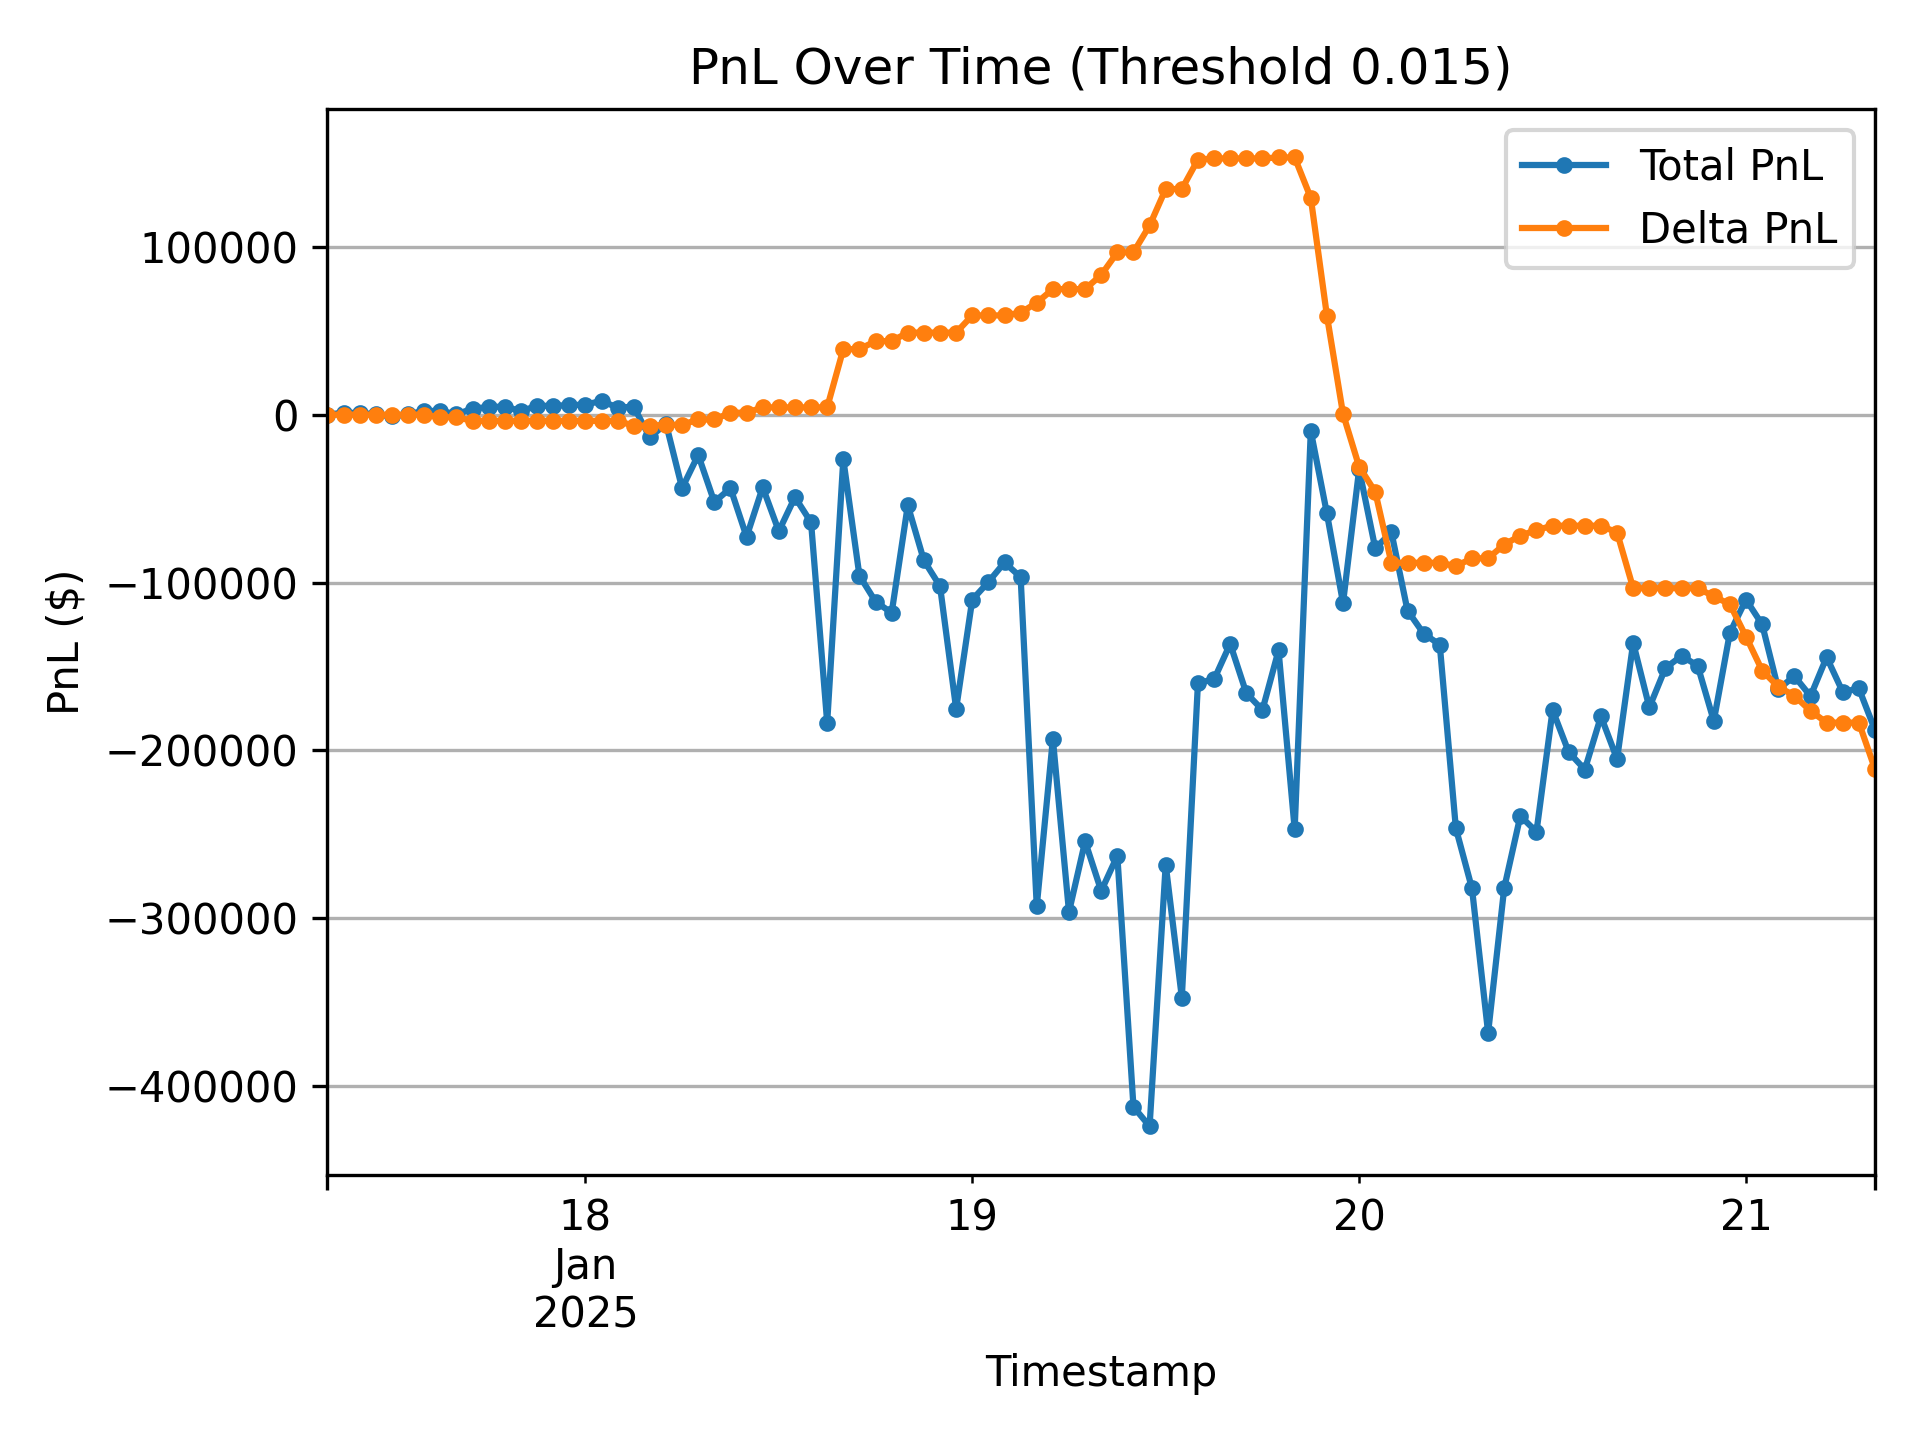 PnL Over Time (Threshold 0.015)
Total PnL
Delta PnL
100000
0
−100000
−200000
−300000
−400000
PnL ($)
18
19
20
21
Jan
2025
Timestamp